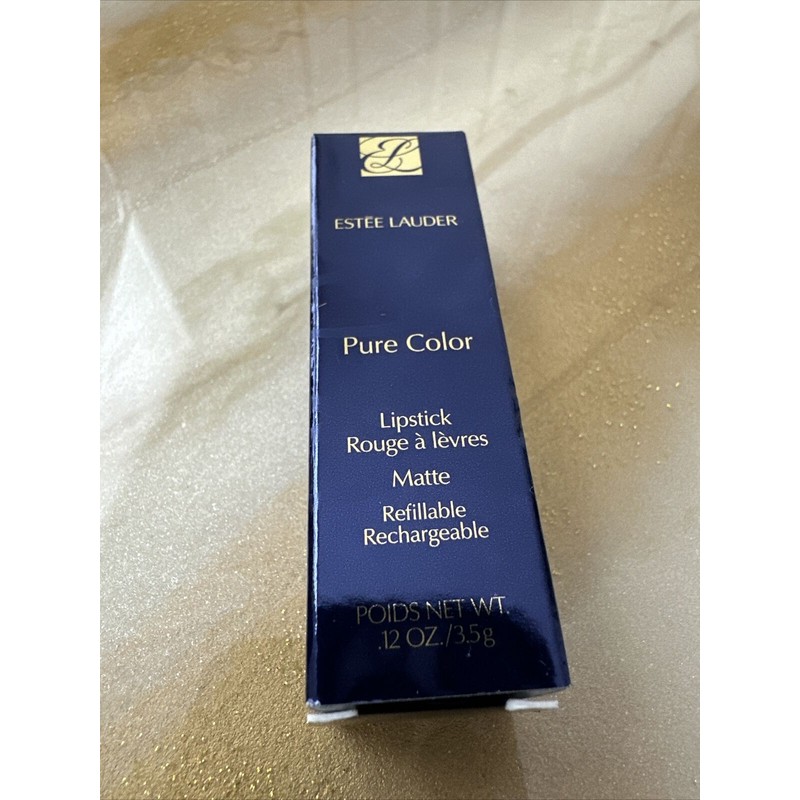 ESTĒE LAUDER
Pure Color
Lipstick
Rouge à lèvres
Matte
Refillable
Rechargeable
POIDS NET WT.
.12 OZ./3.5g